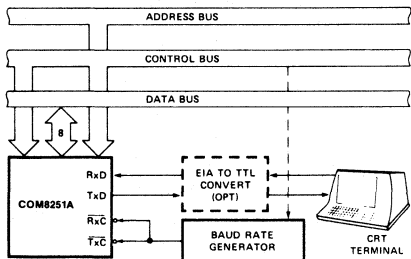 ADDRESS BUS
CONTROL BUS
DATA BUS
8
COM8251A
RxD
TxD
RxC
TxC
EIA TO TTL
CONVERT
(OPT)
BAUD RATE
GENERATOR
CRT
TERMINAL